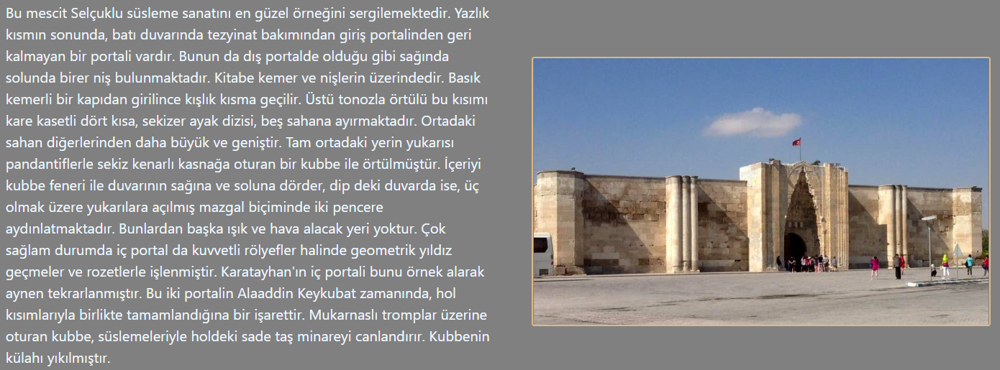 Bu mescit Selçuklu süsleme sanatını en güzel örneğini sergilemektedir. Yazlık
kısmın sonunda, batı duvarında tezyinat bakımından giriş portalinden geri
kalmayan bir portali vardır. Bunun da dış portalde olduğu gibi sağında
solunda birer niş bulunmaktadır. Kitabe kemer ve nişlerin üzerindedir. Basık
kemerli bir kapıdan girilince kışlık kısma geçilir. Üstü tonozla örtülü bu kısımı
kare kasetli dört kısa, sekizer ayak dizisi, beş sahana ayırmaktadır. Ortadaki
sahan diğerlerinden daha büyük ve geniştir. Tam ortadaki yerin yukarısı
pandantiflerle sekiz kenarlı kasnağa oturan bir kubbe ile örtülmüştür. İçeriyi
kubbe feneri ile duvarının sağına ve soluna dörder, dip deki duvarda ise, üç
olmak üzere yukarılara açılmış mazgal biçiminde iki pencere
aydınlatmaktadır. Bunlardan başka ışık ve hava alacak yeri yoktur. Çok
sağlam durumda iç portal da kuvvetli rölyefler halinde geometrik yıldız
geçmeler ve rozetlerle işlenmiştir. Karatayhan'ın iç portali bunu örnek alarak
aynen tekrarlanmıştır. Bu iki portalin Alaaddin Keykubat zamanında, hol
kısımlarıyla birlikte tamamlandığına bir işarettir. Mukarnaslı tromplar üzerine
oturan kubbe, süslemeleriyle holdeki sade taş minareyi canlandırır. Kubbenin
külahı yıkılmıştır.